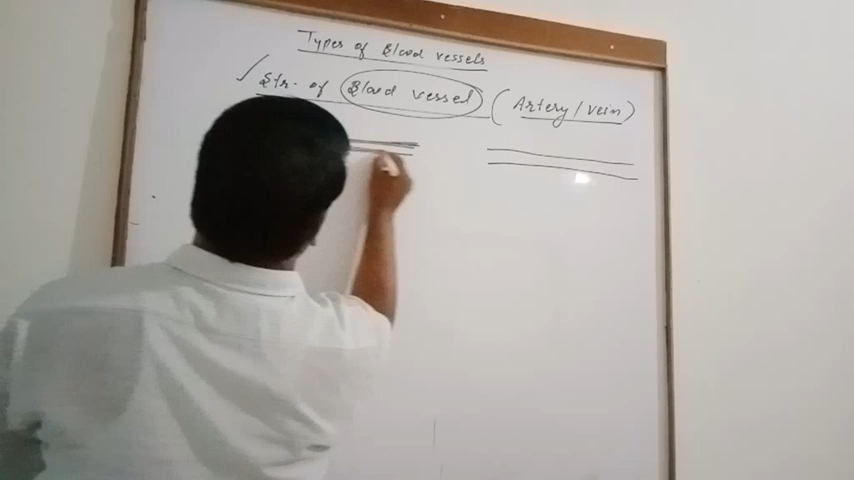 Types of Blood vessels
Str. of Blood vessel (Artery/vein)